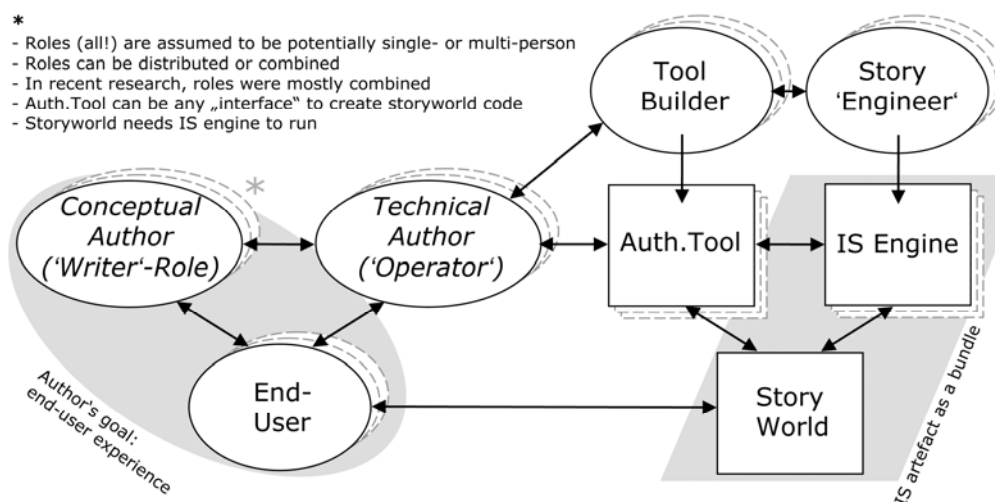 *
- Roles (all!) are assumed to be potentially single- or multi-person
- Roles can be distributed or combined
- In recent research, roles were mostly combined
- Auth.Tool can be any „interface“ to create storyworld code
- Storyworld needs IS engine to run
Tool
Builder
Story
‘Engineer‘
*
Conceptual
Author
(‘Writer‘-Role)
Technical
Author
(‘Operator‘)
Auth.Tool
IS Engine
End-
User
Story
World
Author's goal:
end-user experience
IS artefact as a bundle